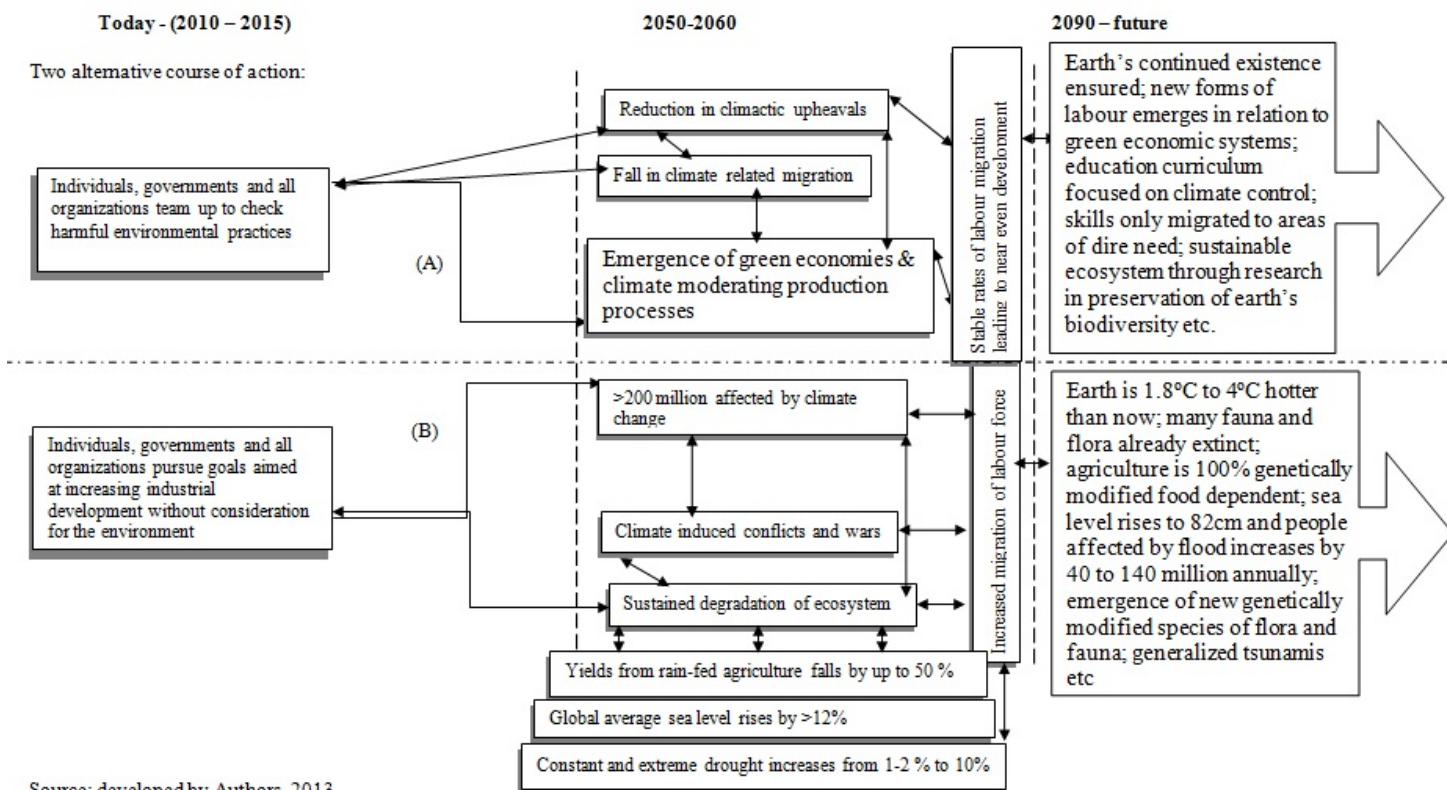 Today - (2010 – 2015)
2050-2060
2090 – future
Two alternative course of action:
Individuals, governments and all
organizations team up to check
harmful environmental practices
(A)
Reduction in climactic upheavals
Fall in climate related migration
Emergence of green economies &
climate moderating production
processes
Stable rates of labour migration
leading to near even development
Earth's continued existence
ensured; new forms of
labour emerges in relation to
green economic systems;
education curriculum
focused on climate control;
skills only migrated to areas
of dire need; sustainable
ecosystem through research
in preservation of earth's
biodiversity etc.
Individuals, governments and all
organizations pursue goals aimed
at increasing industrial
development without consideration
for the environment
(B)
>200 million affected by climate
change
Climate induced conflicts and wars
Sustained degradation of ecosystem
Yields from rain-fed agriculture falls by up to 50 %
Global average sea level rises by >12%
Constant and extreme drought increases from 1-2 % to 10%
Increased migration of labour force
Earth is 1.8ºC to 4ºC hotter
than now; many fauna and
flora already extinct;
agriculture is 100% genetically
modified food dependent; sea
level rises to 82cm and people
affected by flood increases by
40 to 140 million annually;
emergence of new genetically
modified species of flora and
fauna; generalized tsunamis
etc
Source: developed by Authors, 2013